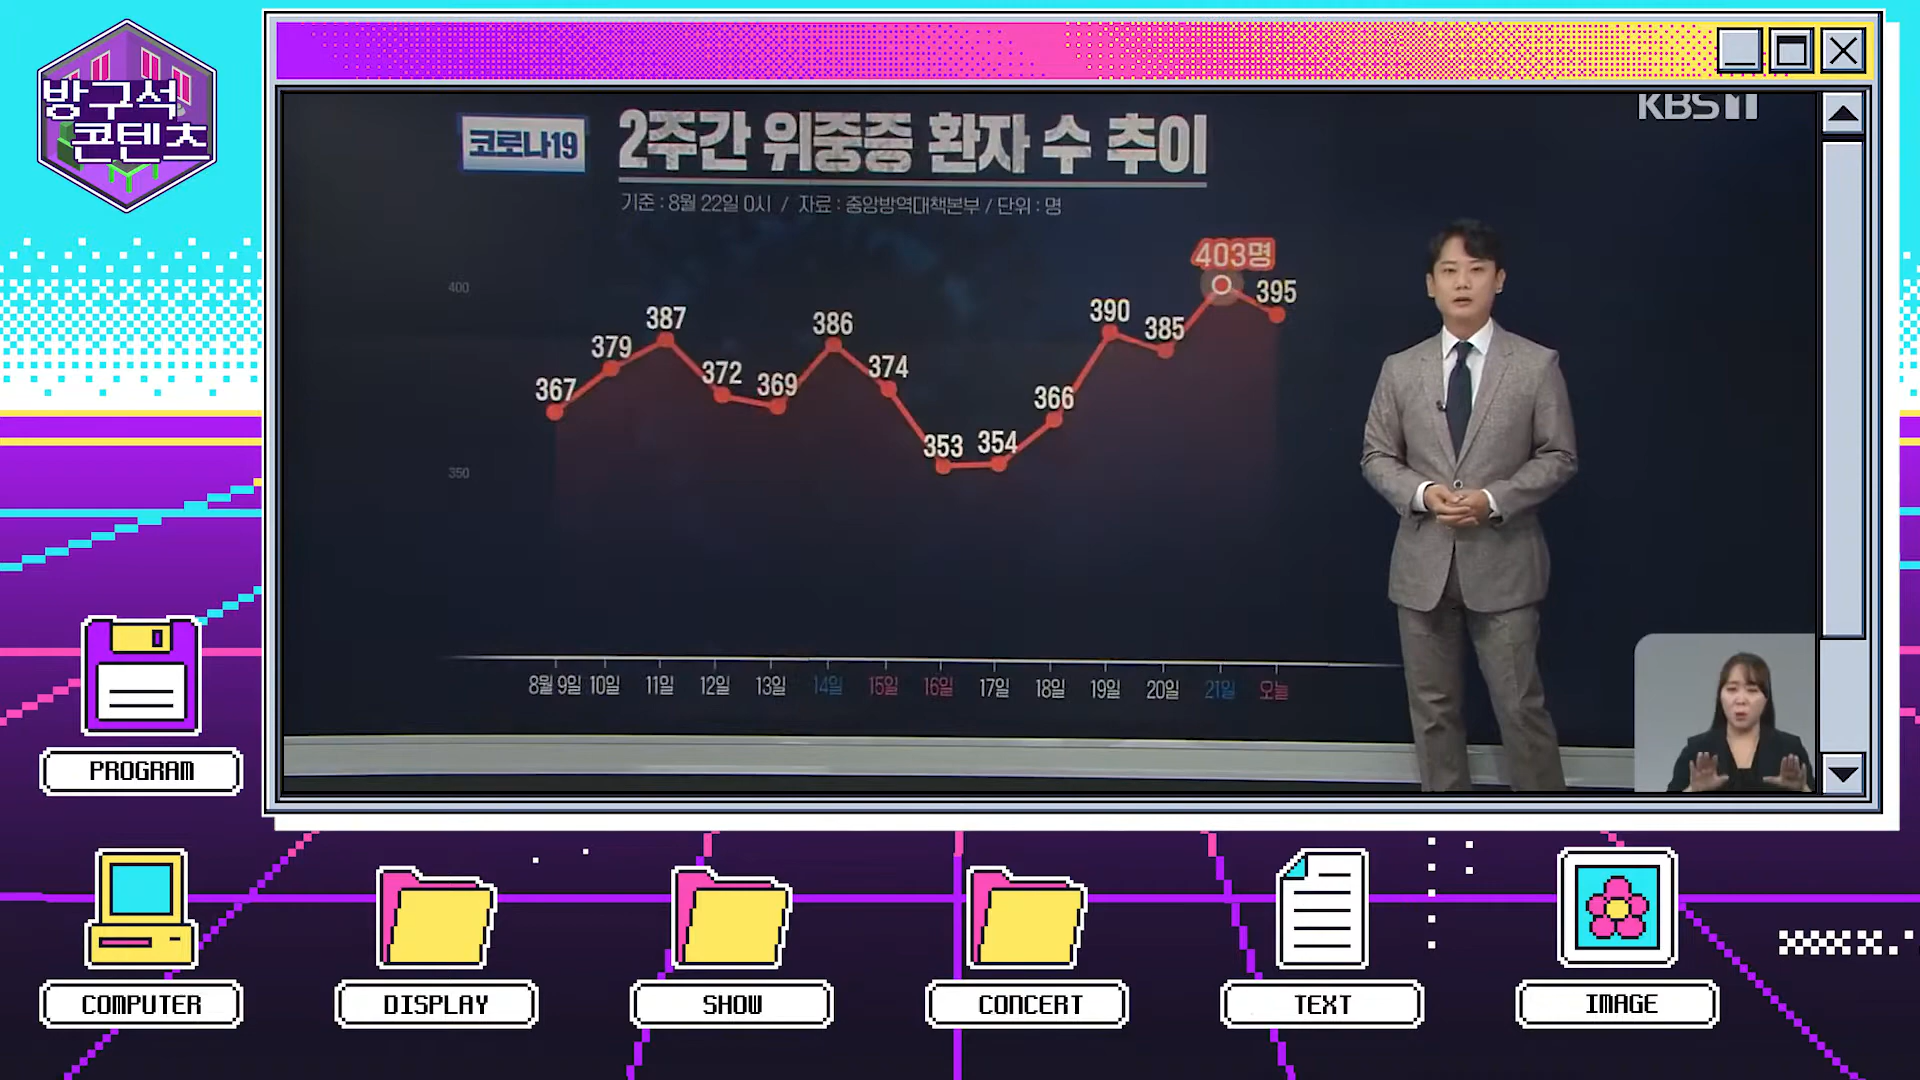 방구석
콘텐츠
KBS 1
코로나19
2주간 위중증 환자 수 추이
기준 : 8월 22일 0시 / 자료 : 중앙방역대책본부 / 단위 : 명
400
350
367
379
387
372
369
386
374
353
354
366
390
385
403명
395
8월 9일 10일 11일 12일 13일 14일 15일 16일 17일 18일 19일 20일 21일 오늘
PROGRAM
COMPUTER
DISPLAY
SHOW
CONCERT
TEXT
IMAGE